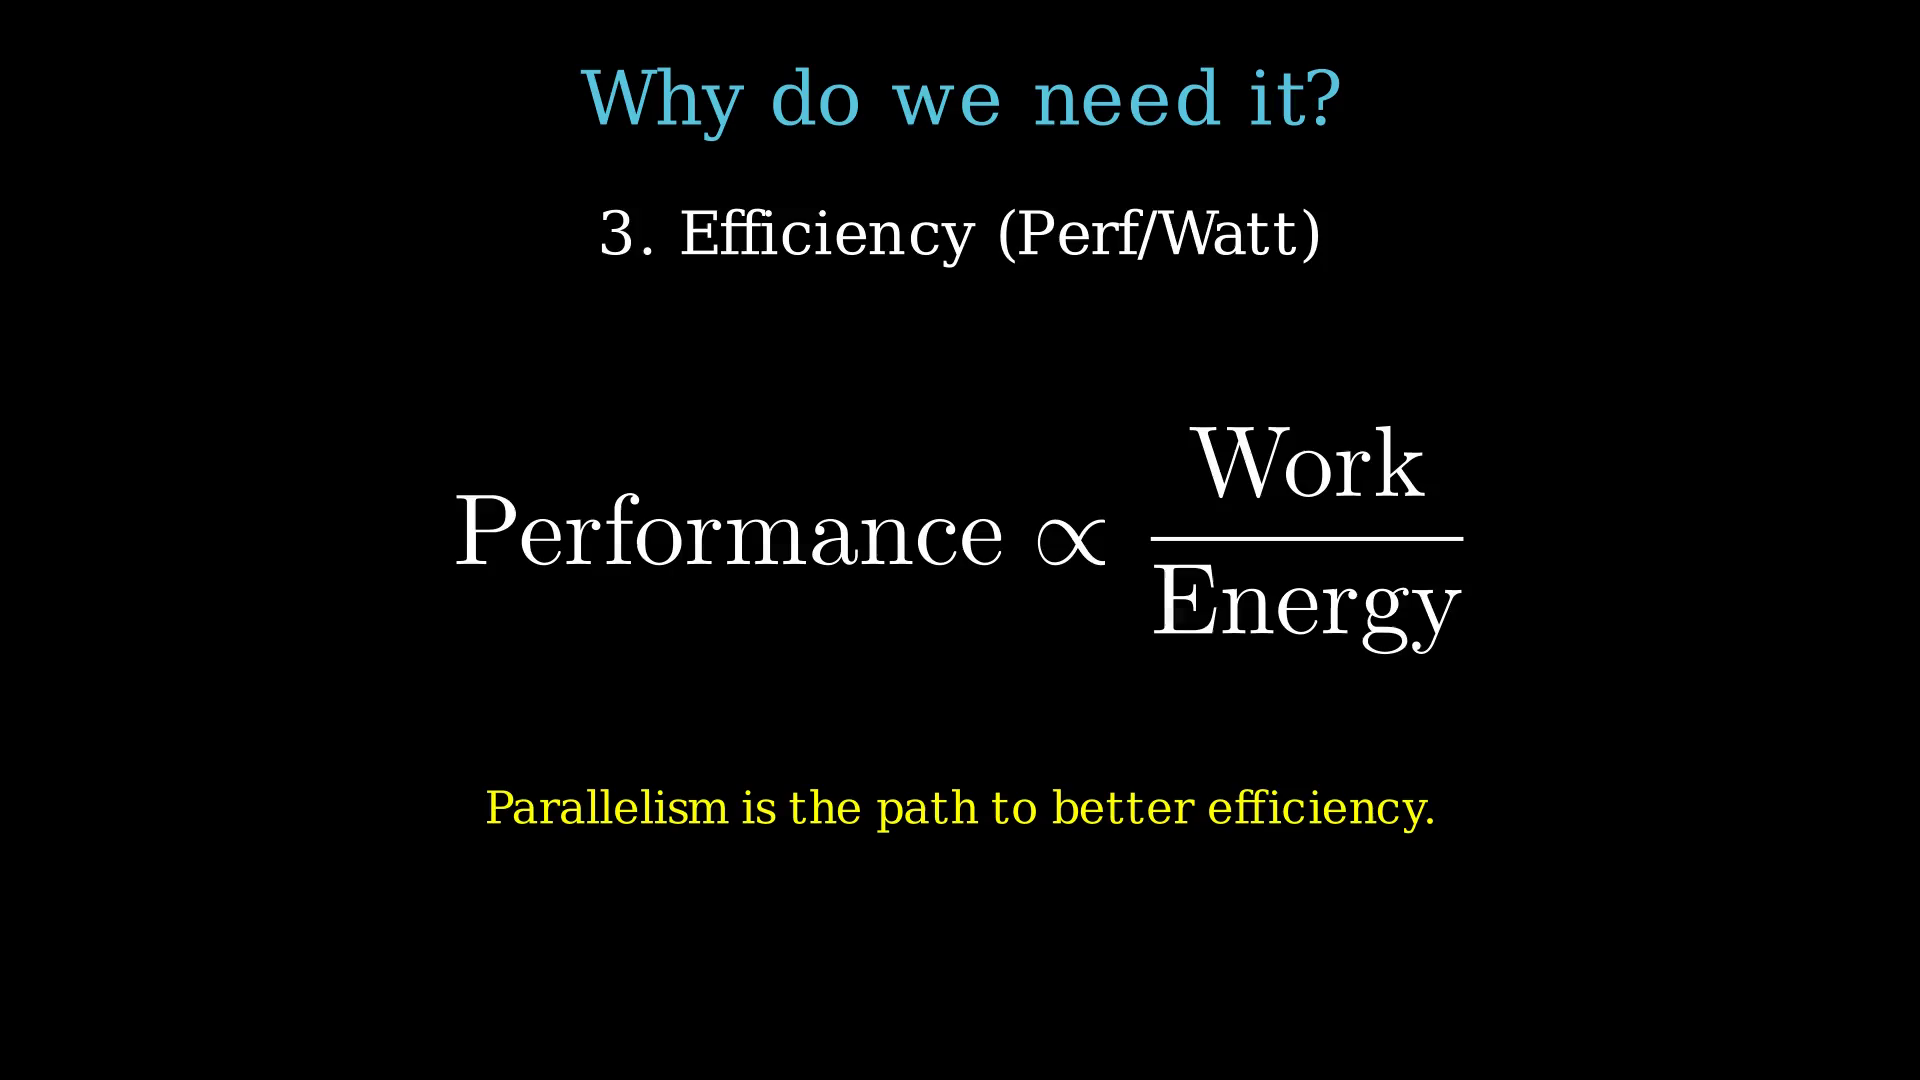 Why do we need it?
3. Efficiency (Perf/Watt)
Performance ∝ Work / Energy
Parallelism is the path to better efficiency.